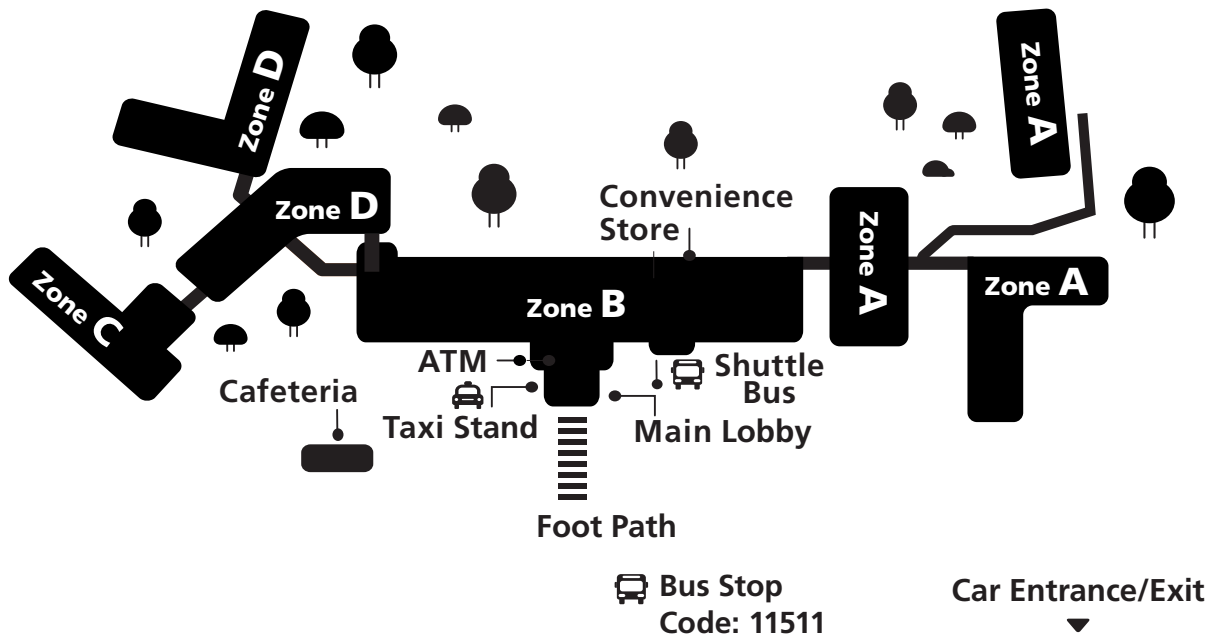 Zone D
Zone A
Convenience
Store
Zone D
Zone A
Zone C
Zone B
Zone A
ATM
Shuttle
Bus
Cafeteria
Taxi Stand
Main Lobby
Foot Path
Bus Stop
Code: 11511
Car Entrance/Exit